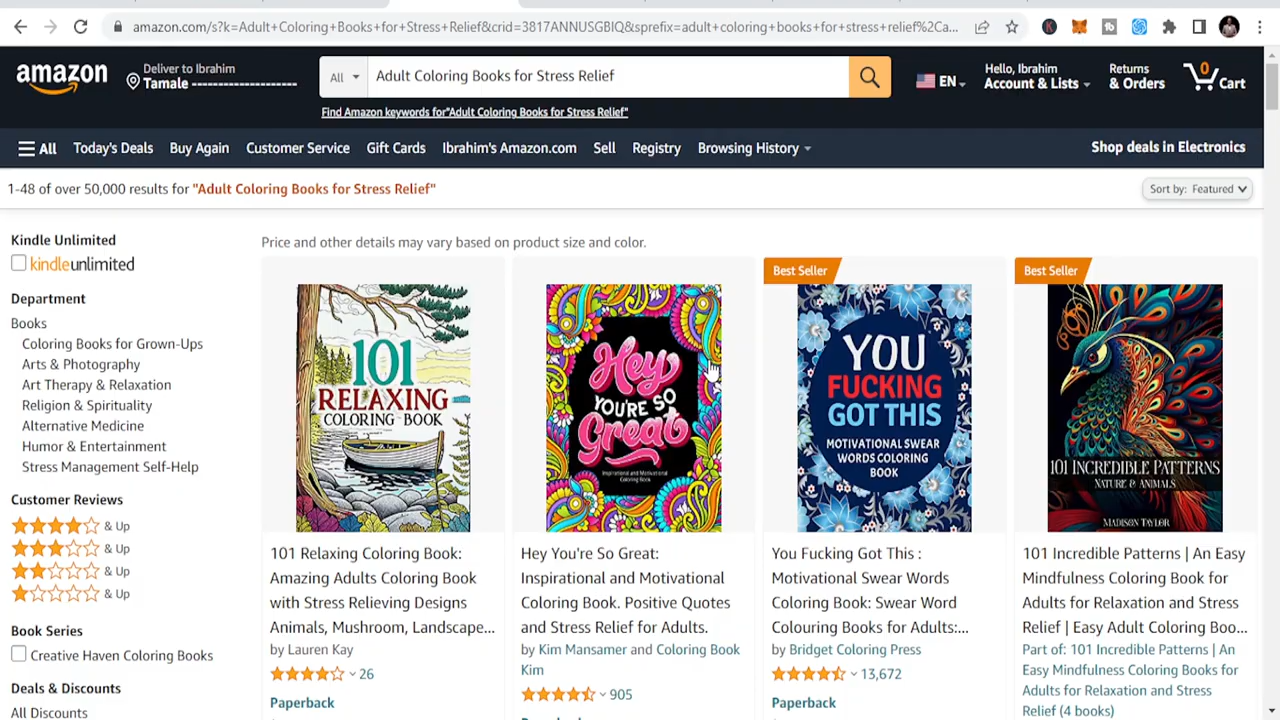 amazon.com/s?k=Adult+Coloring+Books+for+Stress+Relief&crid=3817ANNUSGBIQ&sprefix=adult+coloring+books+for+stress+relief%2Ca...
amazon
Deliver to Ibrahim
Tamale
All
Adult Coloring Books for Stress Relief
EN
Hello, Ibrahim
Account & Lists
Returns
& Orders
0
Cart
Find Amazon keywords for"Adult Coloring Books for Stress Relief"
All Today's Deals Buy Again Customer Service Gift Cards Ibrahim's Amazon.com Sell Registry Browsing History Shop deals in Electronics
1-48 of over 50,000 results for "Adult Coloring Books for Stress Relief"
Sort by: Featured
Kindle Unlimited
kindleunlimited
Department
Books
Coloring Books for Grown-Ups
Arts & Photography
Art Therapy & Relaxation
Religion & Spirituality
Alternative Medicine
Humor & Entertainment
Stress Management Self-Help
Customer Reviews
& Up
& Up
& Up
& Up
Book Series
Creative Haven Coloring Books
Deals & Discounts
All Discounts
Price and other details may vary based on product size and color.
101
RELAXING
COLORING BOOK
101 Relaxing Coloring Book:
Amazing Adults Coloring Book
with Stress Relieving Designs
Animals, Mushroom, Landscape...
by Lauren Kay
26
Paperback
Hey
YOU'RE SO
Great
Inspirational and Motivational
Coloring Book
Hey You're So Great:
Inspirational and Motivational
Coloring Book. Positive Quotes
and Stress Relief for Adults.
by Kim Mansamer and Coloring Book
Kim
905
Best Seller
YOU
FUCKING
GOT THIS
MOTIVATIONAL SWEAR
WORDS COLORING
BOOK
You Fucking Got This :
Motivational Swear Words
Coloring Book: Swear Word
Colouring Books for Adults:...
by Bridget Coloring Press
13,672
Paperback
Best Seller
101 INCREDIBLE PATTERNS
NATURE & ANIMALS
MADISON TAYLOR
101 Incredible Patterns | An Easy
Mindfulness Coloring Book for
Adults for Relaxation and Stress
Relief | Easy Adult Coloring Boo...
Part of: 101 Incredible Patterns | An
Easy Mindfulness Coloring Books for
Adults for Relaxation and Stress
Relief (4 books)